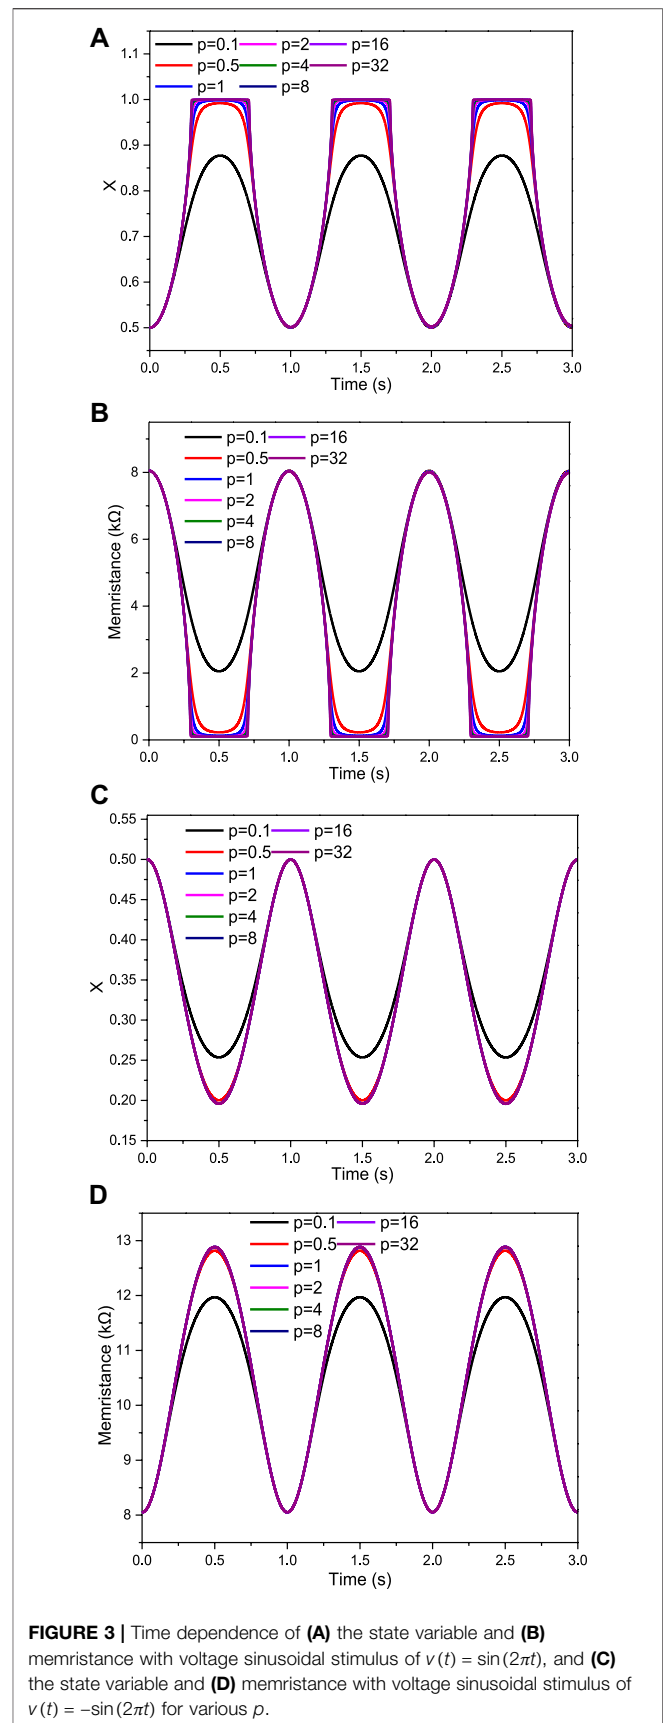 A
p=0.1 p=2 p=16
p=0.5 p=4 p=32
p=1 p=8
1.1
1.0
0.9
0.8
0.7
0.6
0.5
X
0.0 0.5 1.0 1.5 2.0 2.5 3.0
Time (s)
B
p=0.1 p=16
p=0.5 p=32
p=1
p=2
p=4
p=8
8
6
4
2
0
Memristance (kΩ)
0.0 0.5 1.0 1.5 2.0 2.5 3.0
Time (s)
C
p=0.1 p=16
p=0.5 p=32
p=1
p=2
p=4
p=8
0.55
0.50
0.45
0.40
0.35
0.30
0.25
0.20
0.15
X
0.0 0.5 1.0 1.5 2.0 2.5 3.0
Time (s)
D
p=0.1 p=16
p=0.5 p=32
p=1
p=2
p=4
p=8
13
12
11
10
9
8
Memristance (kΩ)
0.0 0.5 1.0 1.5 2.0 2.5 3.0
Time (s)
FIGURE 3 | Time dependence of (A) the state variable and (B)
memristance with voltage sinusoidal stimulus of v(t) = sin(2πt), and (C)
the state variable and (D) memristance with voltage sinusoidal stimulus of
v(t) = −sin(2πt) for various p.